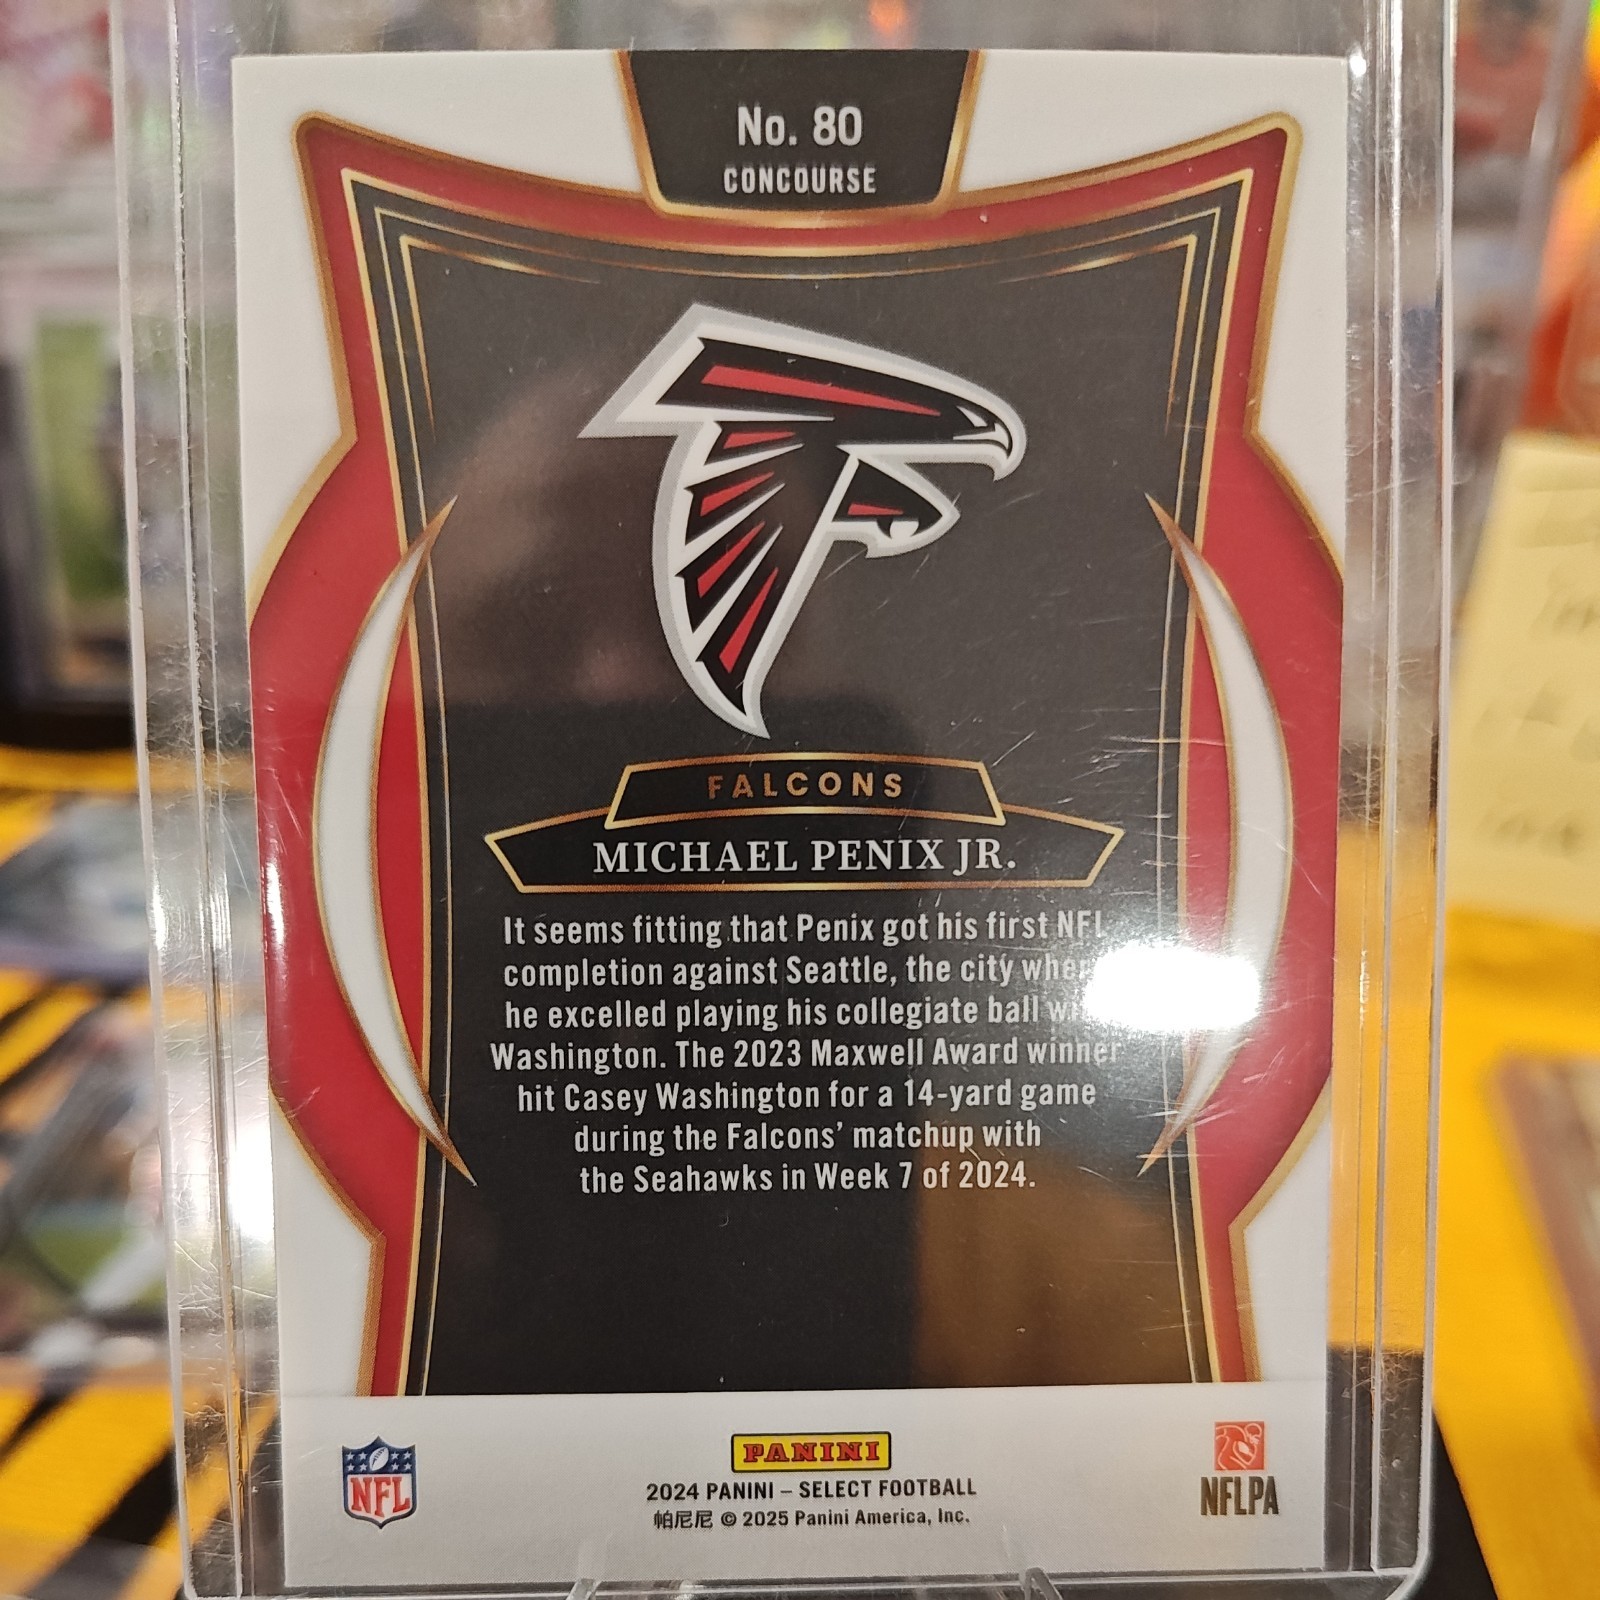 No. 80
CONCOURSE
FALCONS
MICHAEL PENIX JR.
It seems fitting that Penix got his first NFL
completion against Seattle, the city where
he excelled playing his collegiate ball with
Washington. The 2023 Maxwell Award winner
hit Casey Washington for a 14-yard game
during the Falcons' matchup with
the Seahawks in Week 7 of 2024.
PANINI
NFL
2024 PANINI – SELECT FOOTBALL
NFLPA
帕尼尼 © 2025 Panini America, Inc.